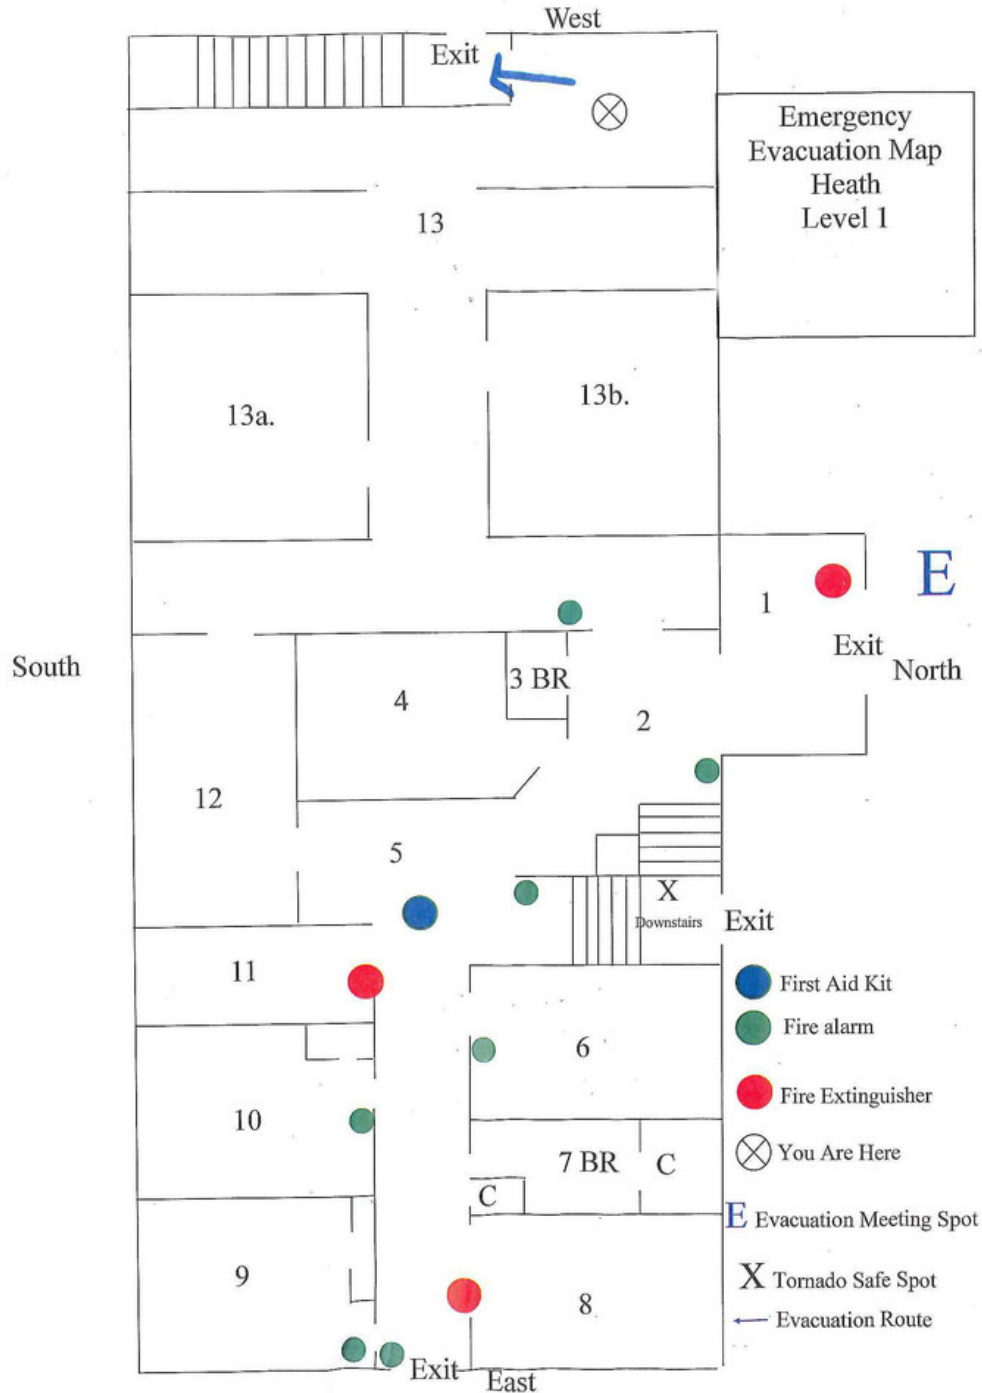 West
Exit
Emergency
Evacuation Map
Heath
Level 1
13
13a.
13b.
1
E
Exit
South
North
3 BR
4
2
12
5
X
Downstairs
Exit
11
First Aid Kit
Fire alarm
6
Fire Extinguisher
10
7 BR
C
You Are Here
C
E Evacuation Meeting Spot
9
8
X Tornado Safe Spot
Evacuation Route
Exit
East